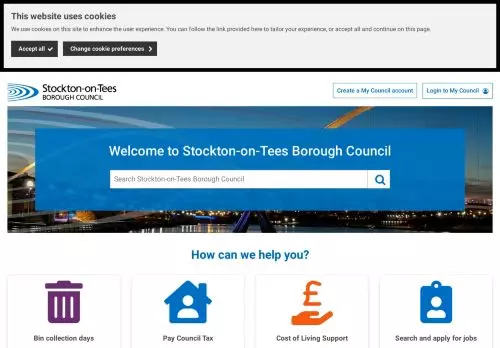 This website uses cookies
We use cookies on this site to enhance the user experience. You can follow the link provided here to tailor your experience, or accept all and continue on this page.
Accept all
Change cookie preferences
Stockton-on-Tees
BOROUGH COUNCIL
Create a My Council account
Login to My Council
Welcome to Stockton-on-Tees Borough Council
Search Stockton-on-Tees Borough Council
How can we help you?
Bin collection days
Pay Council Tax
Cost of Living Support
Search and apply for jobs